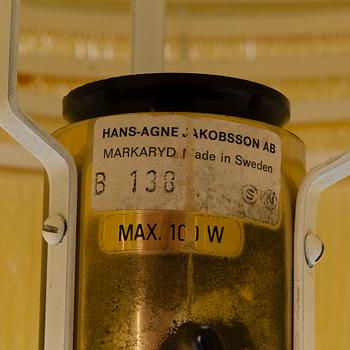 HANS-AGNE JAKOBSSON AB
MARKARYD Made in Sweden
B 138
S N
MAX. 100 W